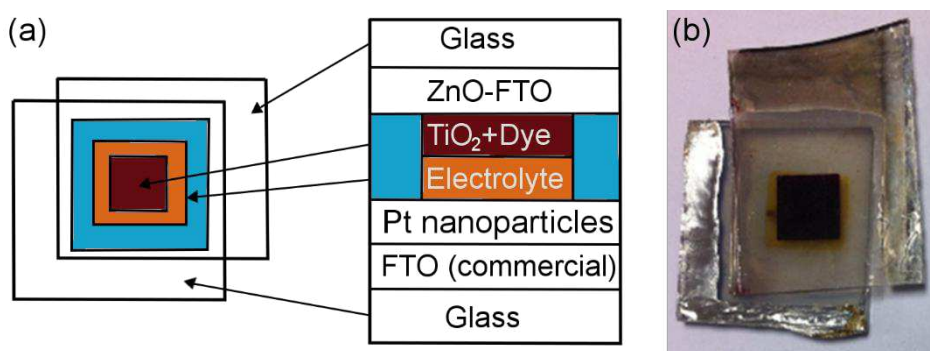 (a)
Glass
ZnO-FTO
TiO₂+Dye
Electrolyte
Pt nanoparticles
FTO (commercial)
Glass
(b)